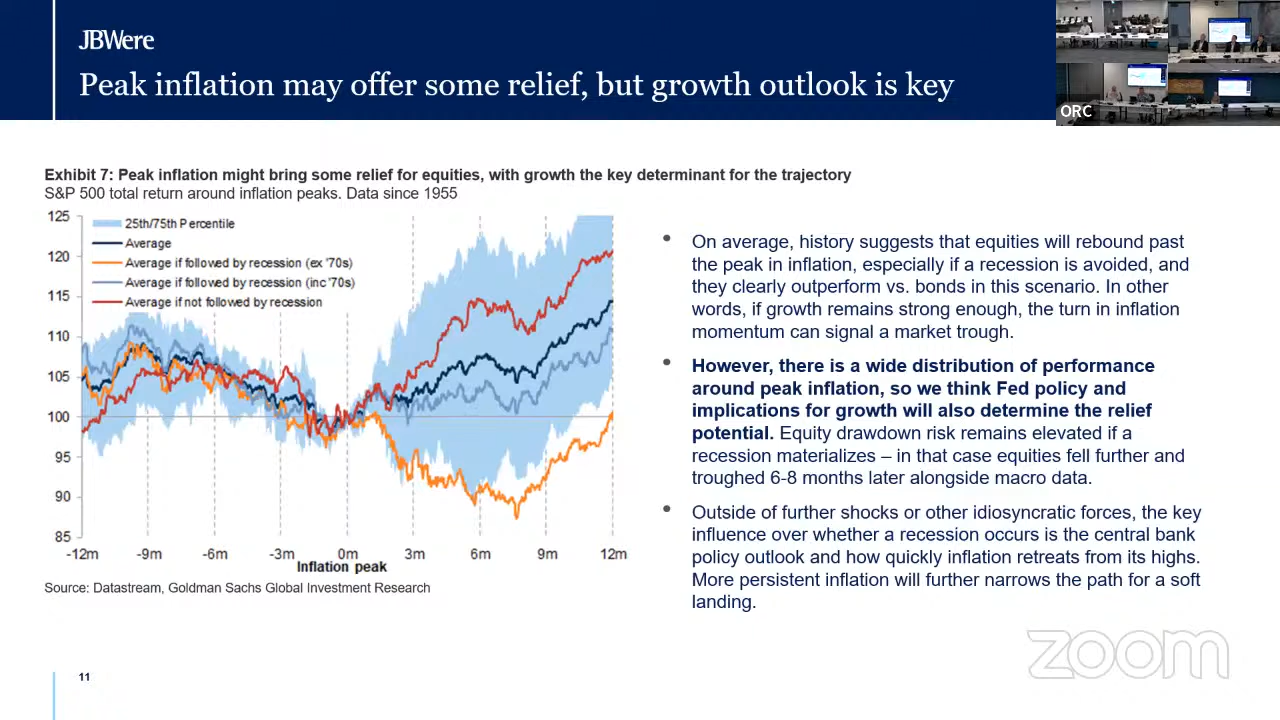 JBWere
Peak inflation may offer some relief, but growth outlook is key
ORC
Exhibit 7: Peak inflation might bring some relief for equities, with growth the key determinant for the trajectory
S&P 500 total return around inflation peaks. Data since 1955
125
120
115
110
105
100
95
90
85
25th/75th Percentile
Average
Average if followed by recession (ex '70s)
Average if followed by recession (inc '70s)
Average if not followed by recession
-12m -9m -6m -3m 0m 3m 6m 9m 12m
Inflation peak
Source: Datastream, Goldman Sachs Global Investment Research
• On average, history suggests that equities will rebound past
the peak in inflation, especially if a recession is avoided, and
they clearly outperform vs. bonds in this scenario. In other
words, if growth remains strong enough, the turn in inflation
momentum can signal a market trough.
• However, there is a wide distribution of performance
around peak inflation, so we think Fed policy and
implications for growth will also determine the relief
potential. Equity drawdown risk remains elevated if a
recession materializes – in that case equities fell further and
troughed 6-8 months later alongside macro data.
• Outside of further shocks or other idiosyncratic forces, the key
influence over whether a recession occurs is the central bank
policy outlook and how quickly inflation retreats from its highs.
More persistent inflation will further narrows the path for a soft
landing.
zoom
11